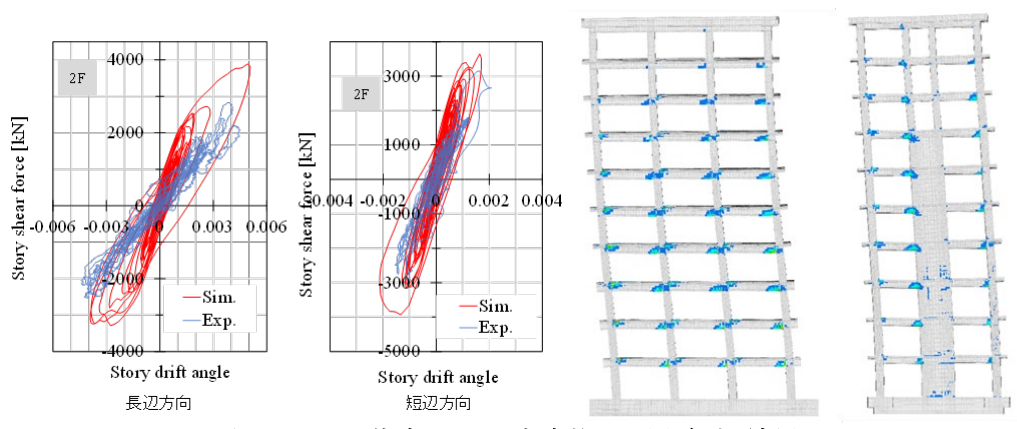 4000
2F
2000
0
-0.006 -0.003 0 0.003 0.006
-2000
-4000
Story shear force [kN]
Sim.
Exp.
Story drift angle
長辺方向
3000
2F
1000
-0.004 -0.002 0 0.002 0.004
-1000
-3000
-5000
Story shear force [kN]
Sim.
Exp.
Story drift angle
短辺方向